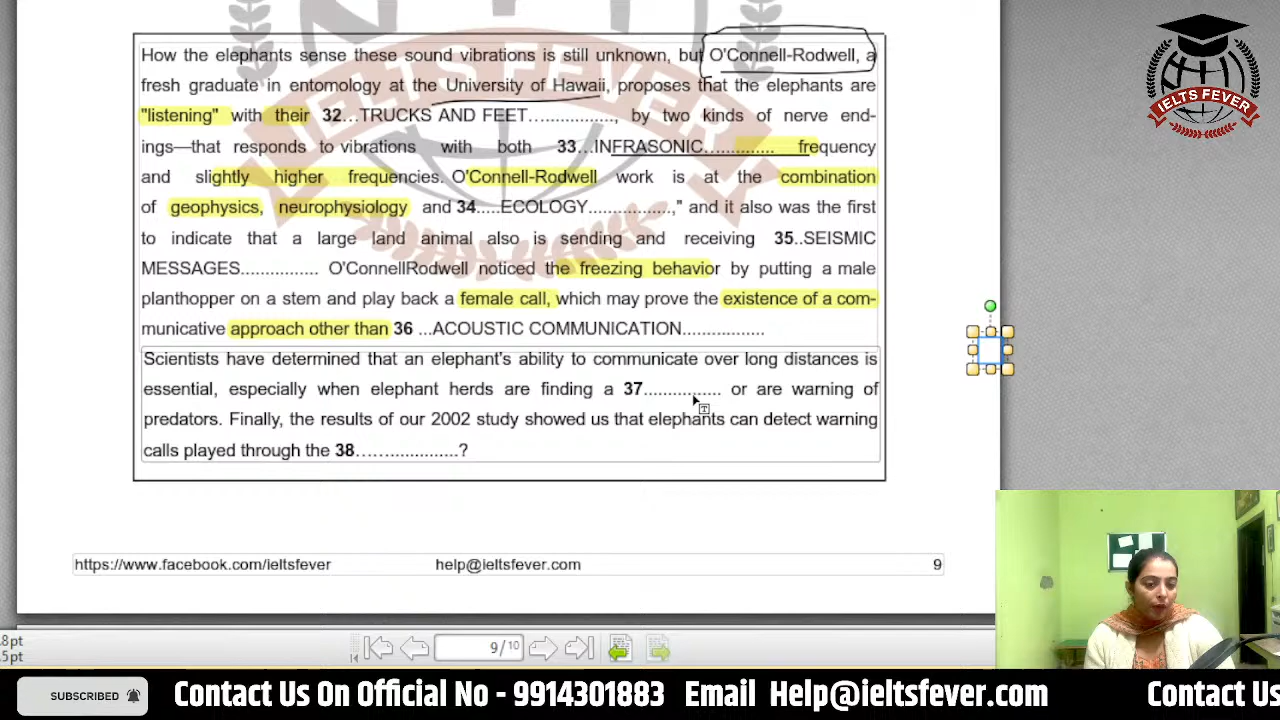 How the elephants sense these sound vibrations is still unknown, but O'Connell-Rodwell, a
fresh graduate in entomology at the University of Hawaii, proposes that the elephants are
"listening" with their 32…TRUCKS AND FEET….............., by two kinds of nerve end-
ings—that responds to vibrations with both 33…INFRASONIC….............. frequency
and slightly higher frequencies. O'Connell-Rodwell work is at the combination
of geophysics, neurophysiology and 34.....ECOLOGY.................," and it also was the first
to indicate that a large land animal also is sending and receiving 35..SEISMIC
MESSAGES............... O'ConnellRodwell noticed the freezing behavior by putting a male
planthopper on a stem and play back a female call, which may prove the existence of a com-
municative approach other than 36 ...ACOUSTIC COMMUNICATION.................
Scientists have determined that an elephant's ability to communicate over long distances is
essential, especially when elephant herds are finding a 37................ or are warning of
predators. Finally, the results of our 2002 study showed us that elephants can detect warning
calls played through the 38…….............?
https://www.facebook.com/ieltsfever help@ieltsfever.com 9
.8pt
.5pt
9/10
IELTS FEVER
SUBSCRIBED
Contact Us On Official No - 9914301883 Email Help@ieltsfever.com Contact Us